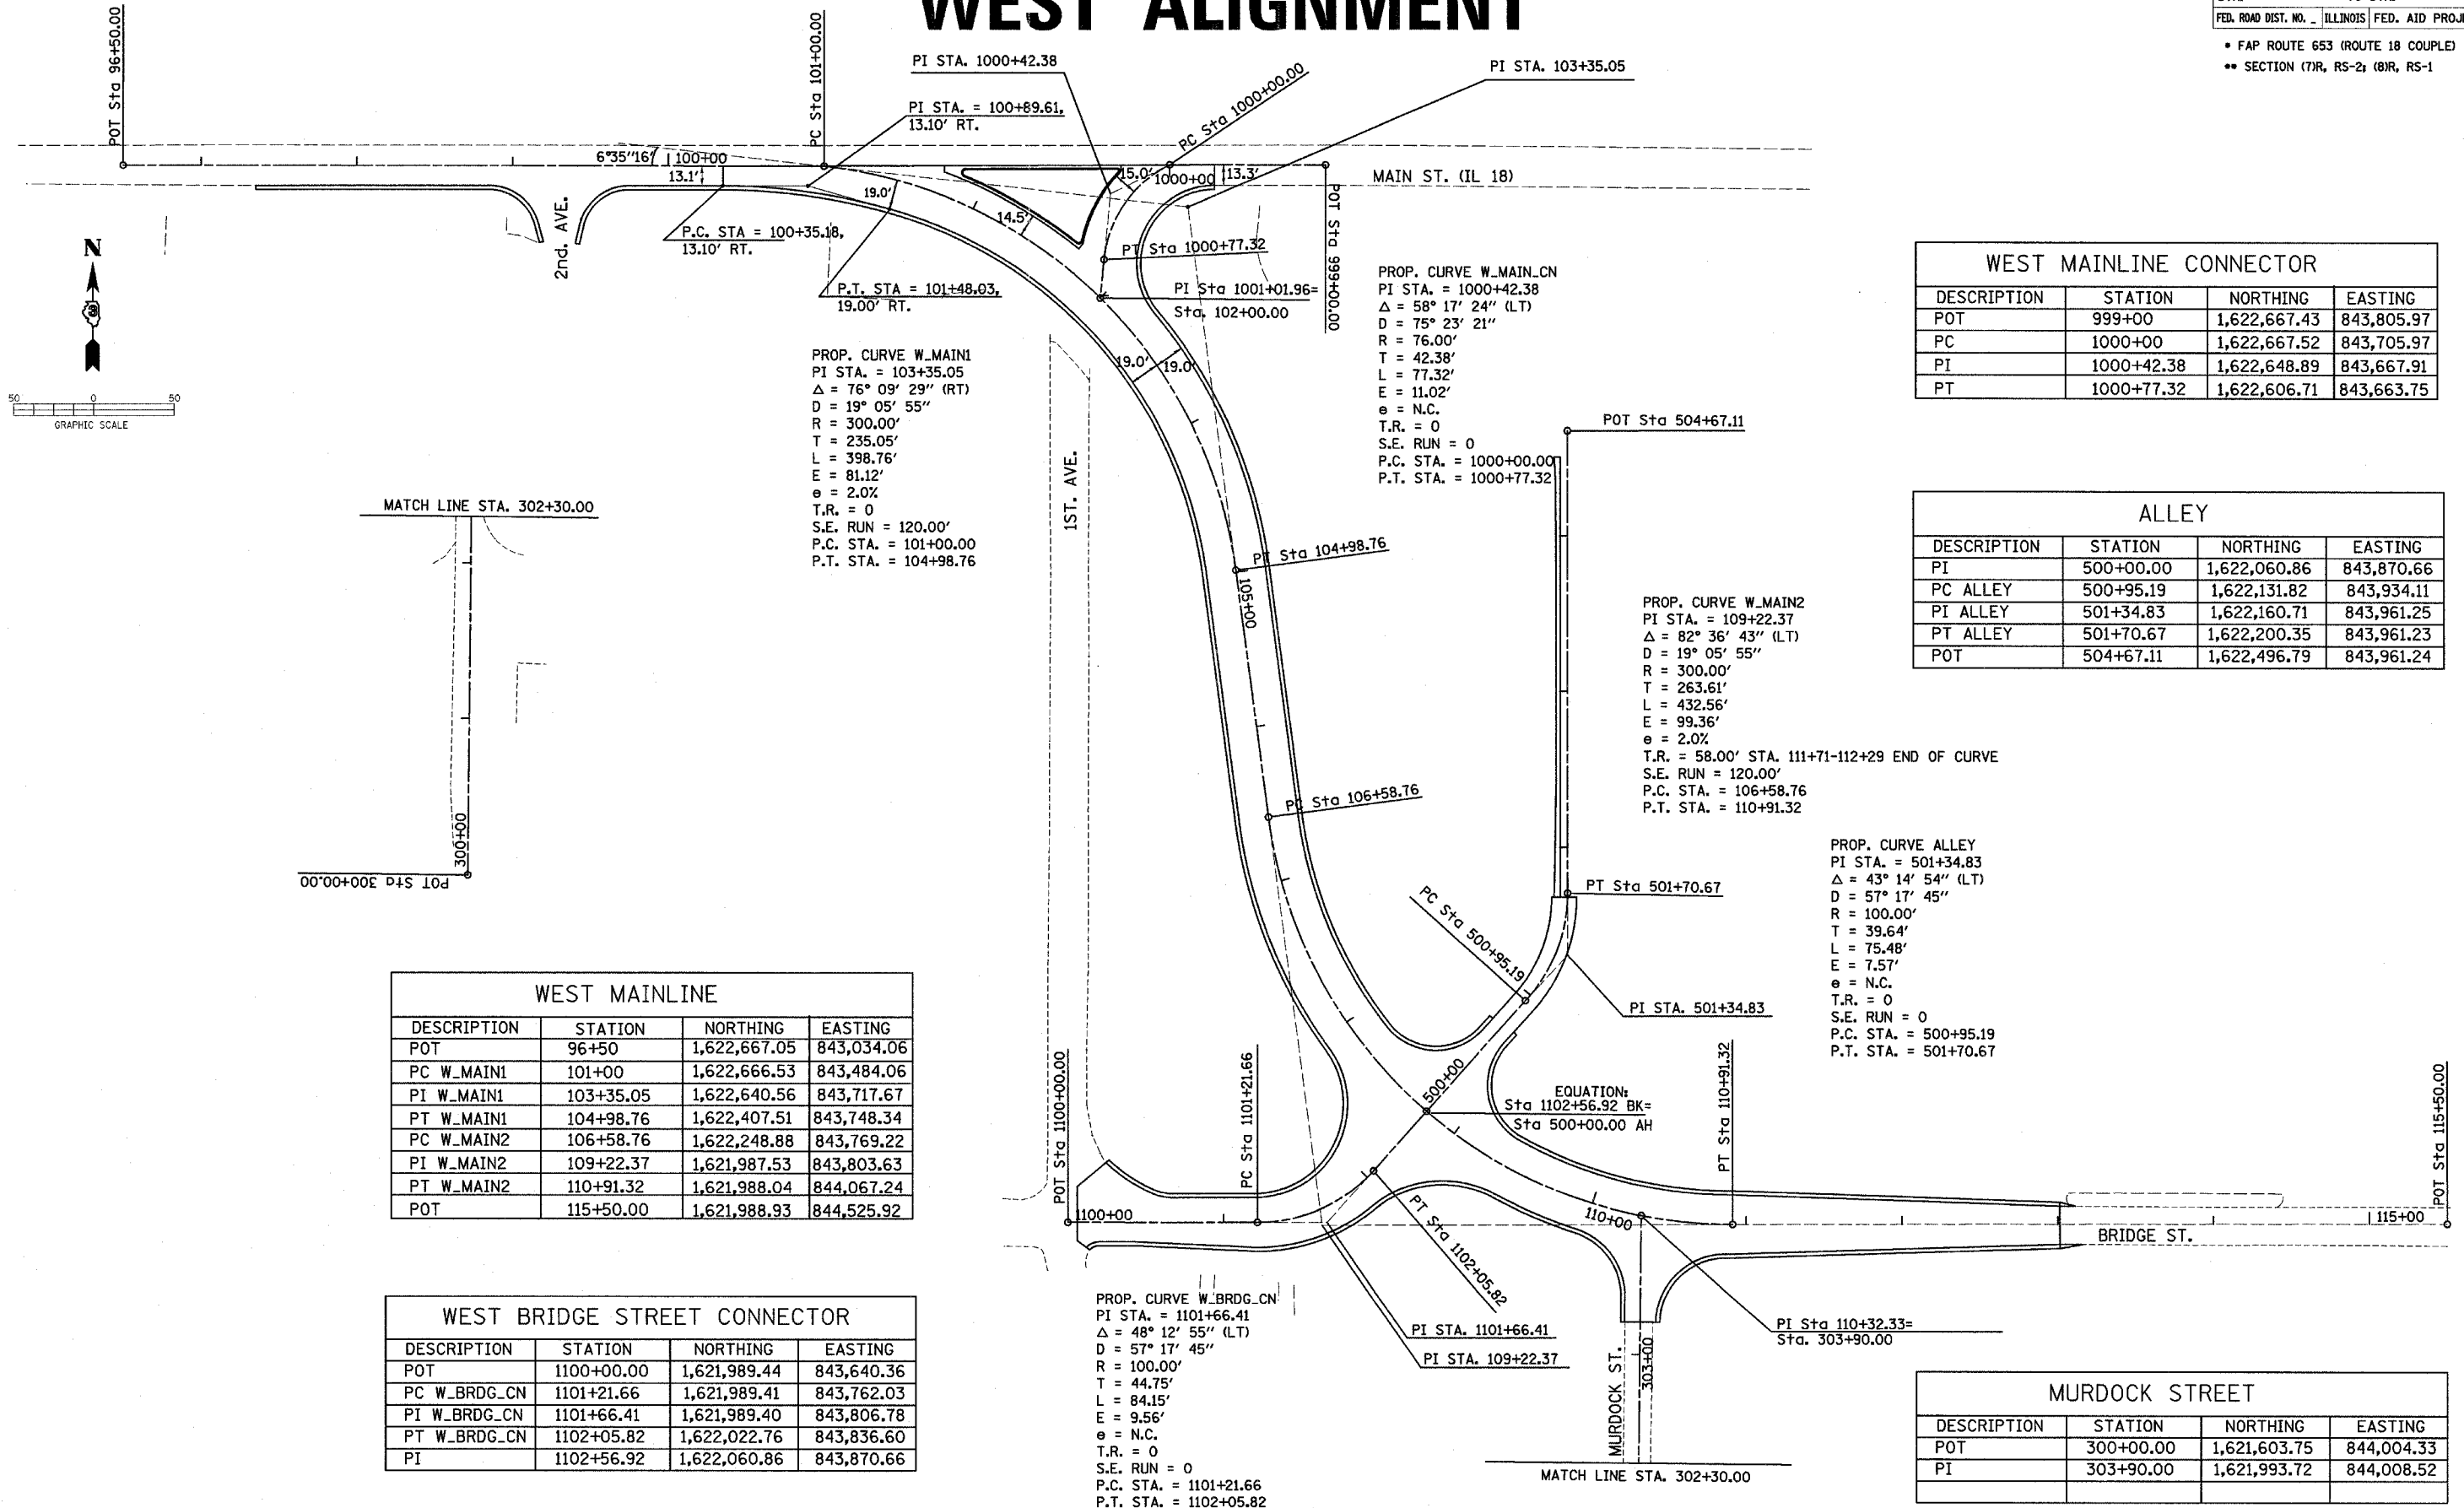 WEST ALIGNMENT
FED. ROAD DIST. NO. _ ILLINOIS FED. AID PROJE
• FAP ROUTE 653 (ROUTE 18 COUPLE)
•• SECTION (7)R, RS-2; (8)R, RS-1
POT Sta 96+50.00
PC Sta 101+00.00
PI STA. 1000+42.38
PI STA. = 100+89.61,
13.10' RT.
PC Sta 1000+00.00
PI STA. 103+35.05
6°35"16'
100+00
13.1'
19.0'
14.5'
15.0'
1000+00
13.3'
MAIN ST. (IL 18)
POT Sta 999+00.00
2nd. AVE.
P.C. STA = 100+35.18,
13.10' RT.
P.T. STA = 101+48.03,
19.00' RT.
PT Sta 1000+77.32
PI Sta 1001+01.96=
Sta. 102+00.00
N
50 0 50
GRAPHIC SCALE
PROP. CURVE W_MAIN1
PI STA. = 103+35.05
Δ = 76° 09' 29" (RT)
D = 19° 05' 55"
R = 300.00'
T = 235.05'
L = 398.76'
E = 81.12'
e = 2.0%
T.R. = 0
S.E. RUN = 120.00'
P.C. STA. = 101+00.00
P.T. STA. = 104+98.76
19.0'
19.0'
PROP. CURVE W_MAIN_CN
PI STA. = 1000+42.38
Δ = 58° 17' 24" (LT)
D = 75° 23' 21"
R = 76.00'
T = 42.38'
L = 77.32'
E = 11.02'
e = N.C.
T.R. = 0
S.E. RUN = 0
P.C. STA. = 1000+00.00
P.T. STA. = 1000+77.32
WEST MAINLINE CONNECTOR
DESCRIPTION STATION NORTHING EASTING
POT 999+00 1,622,667.43 843,805.97
PC 1000+00 1,622,667.52 843,705.97
PI 1000+42.38 1,622,648.89 843,667.91
PT 1000+77.32 1,622,606.71 843,663.75
POT Sta 504+67.11
1ST. AVE.
MATCH LINE STA. 302+30.00
300+00
POT Sta 300+00.00
PT Sta 104+98.76
105+00
PC Sta 106+58.76
ALLEY
DESCRIPTION STATION NORTHING EASTING
PI 500+00.00 1,622,060.86 843,870.66
PC ALLEY 500+95.19 1,622,131.82 843,934.11
PI ALLEY 501+34.83 1,622,160.71 843,961.25
PT ALLEY 501+70.67 1,622,200.35 843,961.23
POT 504+67.11 1,622,496.79 843,961.24
PROP. CURVE W_MAIN2
PI STA. = 109+22.37
Δ = 82° 36' 43" (LT)
D = 19° 05' 55"
R = 300.00'
T = 263.61'
L = 432.56'
E = 99.36'
e = 2.0%
T.R. = 58.00' STA. 111+71-112+29 END OF CURVE
S.E. RUN = 120.00'
P.C. STA. = 106+58.76
P.T. STA. = 110+91.32
PT Sta 501+70.67
PC Sta 500+95.19
PI STA. 501+34.83
PROP. CURVE ALLEY
PI STA. = 501+34.83
Δ = 43° 14' 54" (LT)
D = 57° 17' 45"
R = 100.00'
T = 39.64'
L = 75.48'
E = 7.57'
e = N.C.
T.R. = 0
S.E. RUN = 0
P.C. STA. = 500+95.19
P.T. STA. = 501+70.67
WEST MAINLINE
DESCRIPTION STATION NORTHING EASTING
POT 96+50 1,622,667.05 843,034.06
PC W_MAIN1 101+00 1,622,666.53 843,484.06
PI W_MAIN1 103+35.05 1,622,640.56 843,717.67
PT W_MAIN1 104+98.76 1,622,407.51 843,748.34
PC W_MAIN2 106+58.76 1,622,248.88 843,769.22
PI W_MAIN2 109+22.37 1,621,987.53 843,803.63
PT W_MAIN2 110+91.32 1,621,988.04 844,067.24
POT 115+50.00 1,621,988.93 844,525.92
POT Sta 1100+00.00
PC Sta 1101+21.66
500+00
EQUATION:
Sta 1102+56.92 BK=
Sta 500+00.00 AH
PT Sta 110+91.32
POT Sta 115+50.00
1100+00
PT Sta 1102+05.82
110+00
115+00
BRIDGE ST.
WEST BRIDGE STREET CONNECTOR
DESCRIPTION STATION NORTHING EASTING
POT 1100+00.00 1,621,989.44 843,640.36
PC W_BRDG_CN 1101+21.66 1,621,989.41 843,762.03
PI W_BRDG_CN 1101+66.41 1,621,989.40 843,806.78
PT W_BRDG_CN 1102+05.82 1,622,022.76 843,836.60
PI 1102+56.92 1,622,060.86 843,870.66
PROP. CURVE W_BRDG_CN
PI STA. = 1101+66.41
Δ = 48° 12' 55" (LT)
D = 57° 17' 45"
R = 100.00'
T = 44.75'
L = 84.15'
E = 9.56'
e = N.C.
T.R. = 0
S.E. RUN = 0
P.C. STA. = 1101+21.66
P.T. STA. = 1102+05.82
PI STA. 1101+66.41
PI STA. 109+22.37
MURDOCK ST.
303+00
PI Sta 110+32.33=
Sta. 303+90.00
MATCH LINE STA. 302+30.00
MURDOCK STREET
DESCRIPTION STATION NORTHING EASTING
POT 300+00.00 1,621,603.75 844,004.33
PI 303+90.00 1,621,993.72 844,008.52